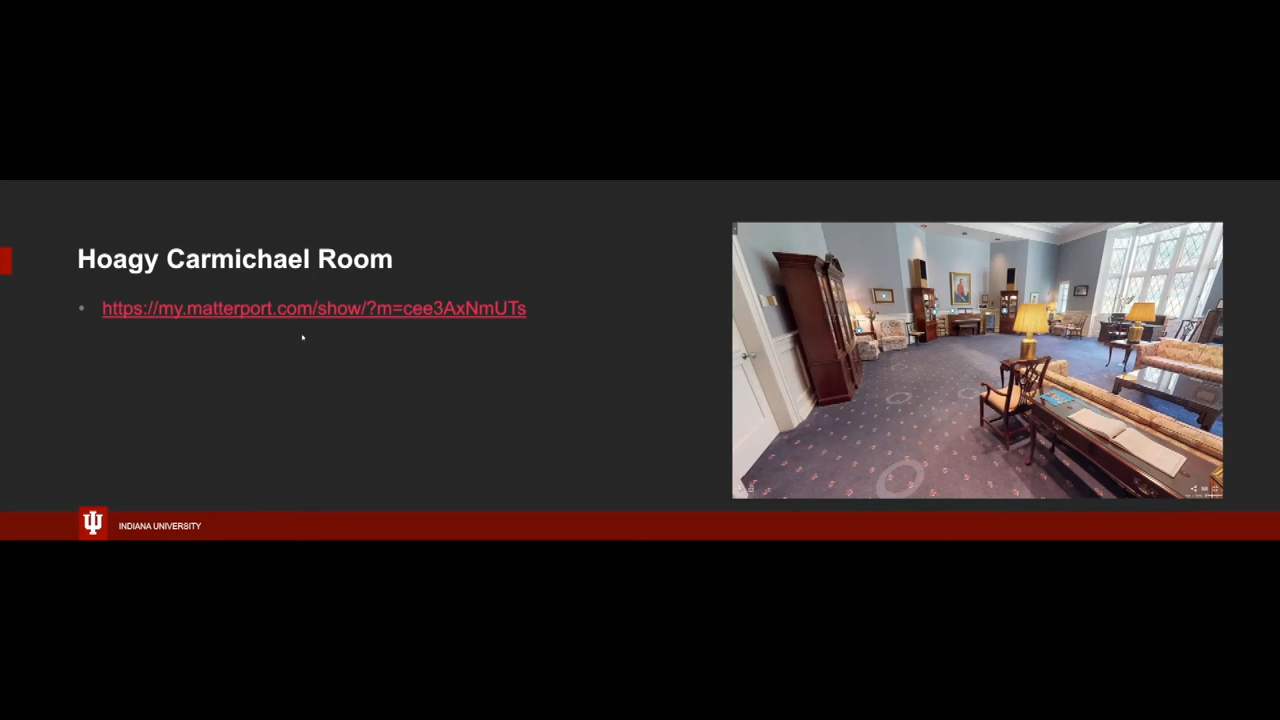 Hoagy Carmichael Room
https://my.matterport.com/show/?m=cee3AxNmUTs
INDIANA UNIVERSITY